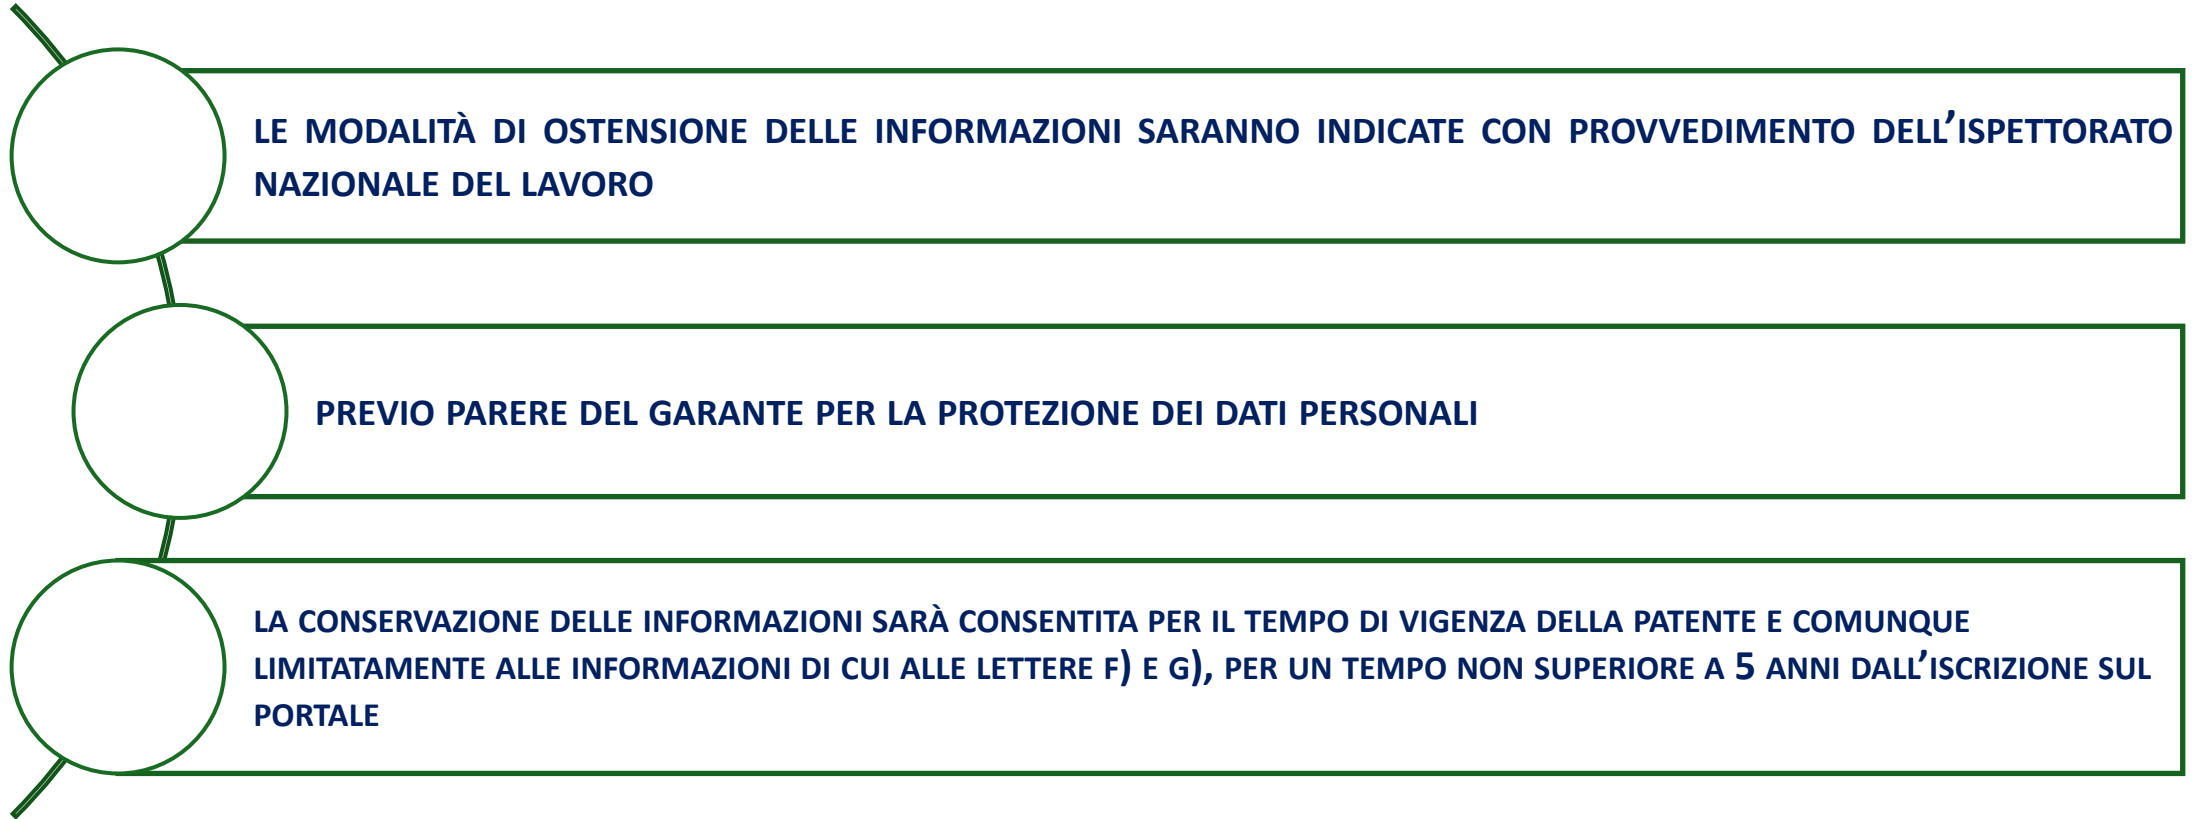 LE MODALITÀ DI OSTENSIONE DELLE INFORMAZIONI SARANNO INDICATE CON PROVVEDIMENTO DELL’ISPETTORATO
NAZIONALE DEL LAVORO
PREVIO PARERE DEL GARANTE PER LA PROTEZIONE DEI DATI PERSONALI
LA CONSERVAZIONE DELLE INFORMAZIONI SARÀ CONSENTITA PER IL TEMPO DI VIGENZA DELLA PATENTE E COMUNQUE
LIMITATAMENTE ALLE INFORMAZIONI DI CUI ALLE LETTERE F) E G), PER UN TEMPO NON SUPERIORE A 5 ANNI DALL’ISCRIZIONE SUL
PORTALE